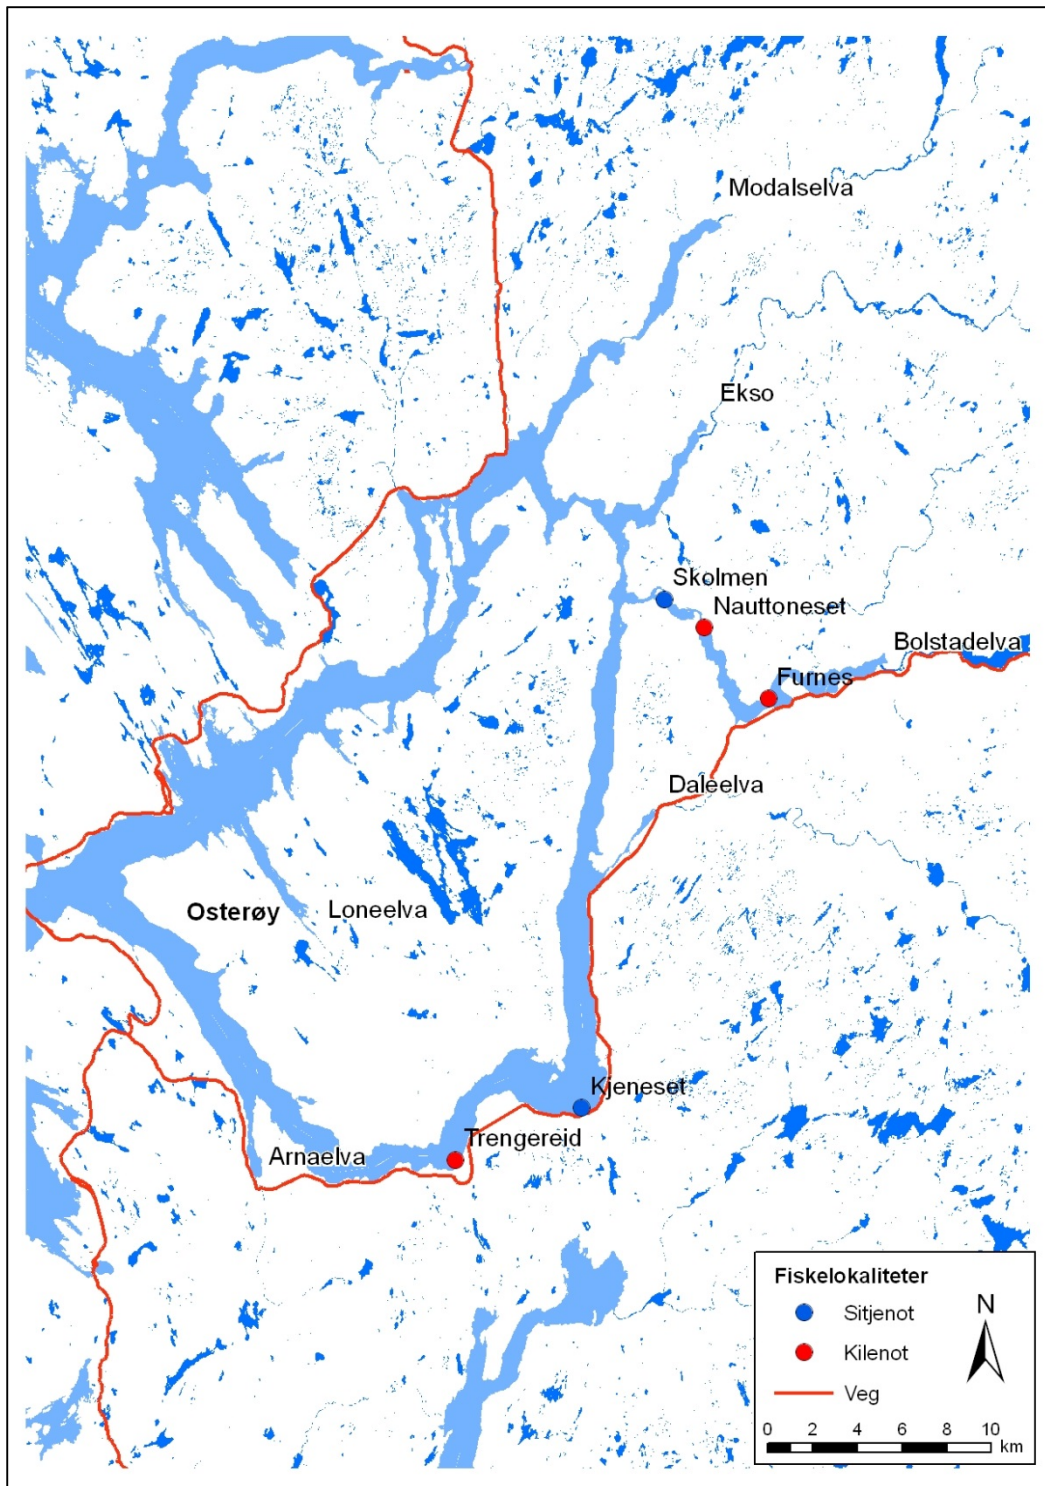 Modalselva
Ekso
Skolmen
Nauttoneset
Bolstadelva
Furnes
Daleelva
Osterøy
Loneelva
Kjeneset
Trengereid
Arnaelva
Fiskelokaliteter
Sitjenot
N
Kilenot
Veg
0 2 4 6 8 10
km